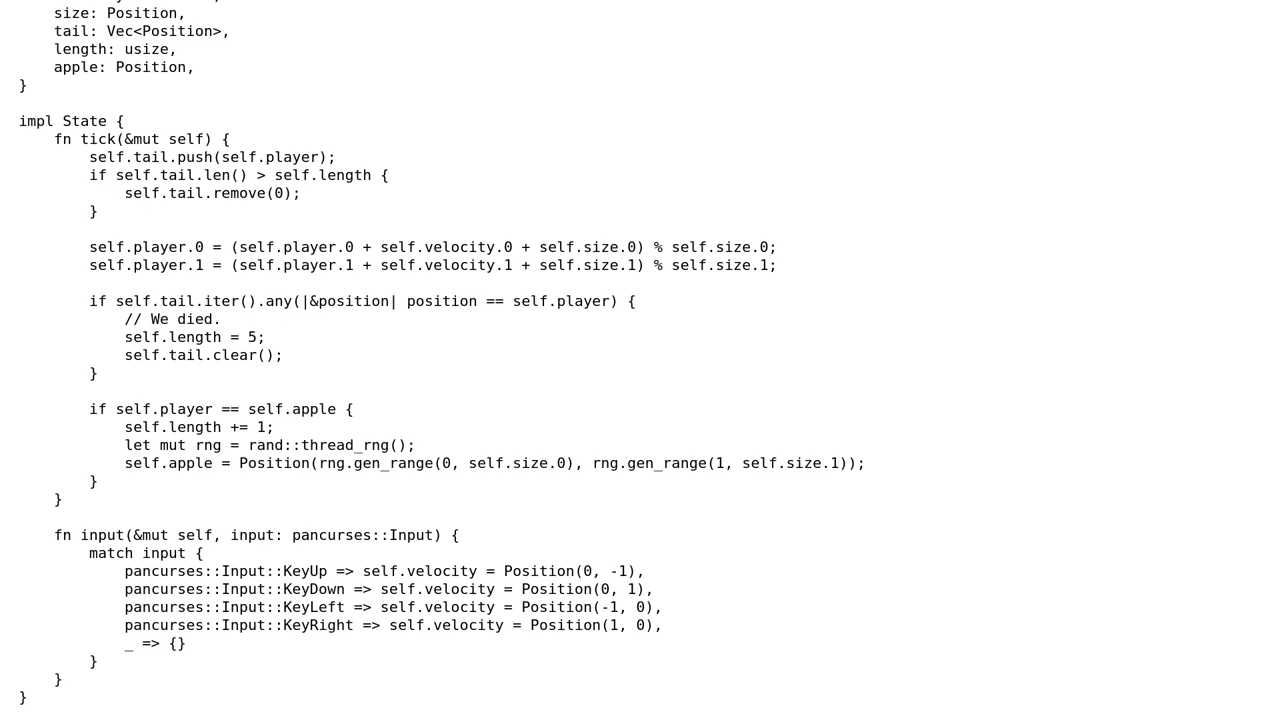 size: Position,
    tail: Vec<Position>,
    length: usize,
    apple: Position,
}

impl State {
    fn tick(&mut self) {
        self.tail.push(self.player);
        if self.tail.len() > self.length {
            self.tail.remove(0);
        }

        self.player.0 = (self.player.0 + self.velocity.0 + self.size.0) % self.size.0;
        self.player.1 = (self.player.1 + self.velocity.1 + self.size.1) % self.size.1;

        if self.tail.iter().any(|&position| position == self.player) {
            // We died.
            self.length = 5;
            self.tail.clear();
        }

        if self.player == self.apple {
            self.length += 1;
            let mut rng = rand::thread_rng();
            self.apple = Position(rng.gen_range(0, self.size.0), rng.gen_range(1, self.size.1));
        }
    }

    fn input(&mut self, input: pancurses::Input) {
        match input {
            pancurses::Input::KeyUp => self.velocity = Position(0, -1),
            pancurses::Input::KeyDown => self.velocity = Position(0, 1),
            pancurses::Input::KeyLeft => self.velocity = Position(-1, 0),
            pancurses::Input::KeyRight => self.velocity = Position(1, 0),
            _ => {}
        }
    }
}